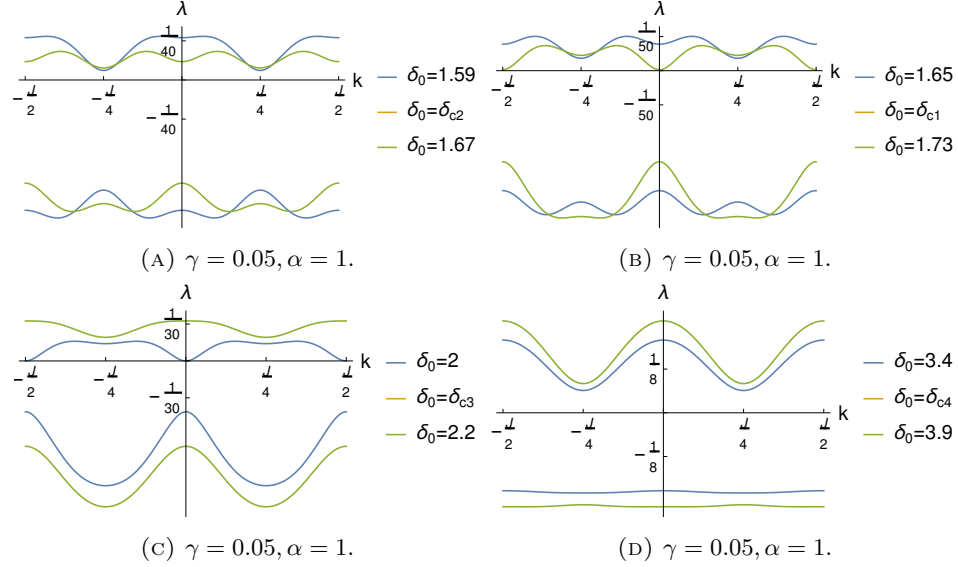 λ
1
40
k
−
2
−
4
4
2
−
1
40
δ₀=1.59
δ₀=δc2
δ₀=1.67
(A) γ = 0.05, α = 1.
λ
1
50
k
−
2
−
4
4
2
−
1
50
δ₀=1.65
δ₀=δc1
δ₀=1.73
(B) γ = 0.05, α = 1.
λ
1
30
k
−
2
−
4
4
2
−
1
30
δ₀=2
δ₀=δc3
δ₀=2.2
(C) γ = 0.05, α = 1.
λ
1
8
k
−
2
−
4
4
2
−
1
8
δ₀=3.4
δ₀=δc4
δ₀=3.9
(D) γ = 0.05, α = 1.